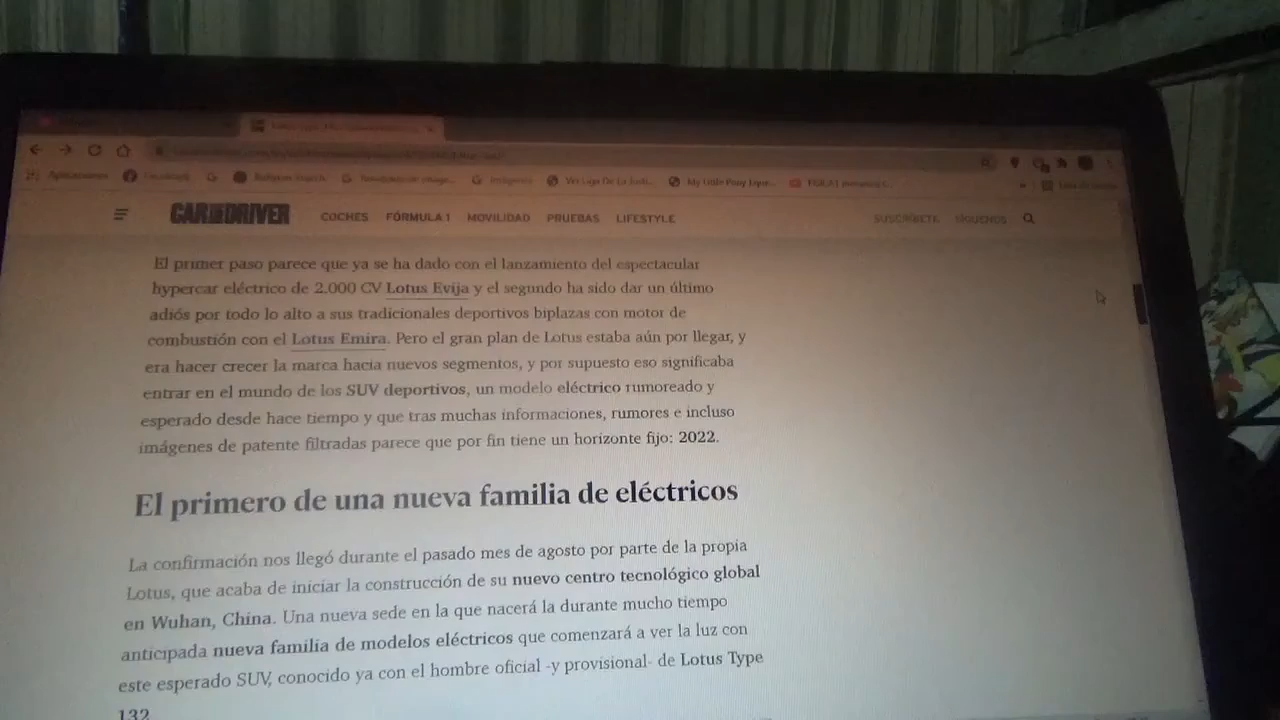 CAR AND DRIVER COCHES FÓRMULA 1 MOVILIDAD PRUEBAS LIFESTYLE SUSCRÍBETE SÍGUENOS
El primer paso parece que ya se ha dado con el lanzamiento del espectacular
hypercar eléctrico de 2.000 CV Lotus Evija y el segundo ha sido dar un último
adiós por todo lo alto a sus tradicionales deportivos biplazas con motor de
combustión con el Lotus Emira. Pero el gran plan de Lotus estaba aún por llegar, y
era hacer crecer la marca hacia nuevos segmentos, y por supuesto eso significaba
entrar en el mundo de los SUV deportivos, un modelo eléctrico rumoreado y
esperado desde hace tiempo y que tras muchas informaciones, rumores e incluso
imágenes de patente filtradas parece que por fin tiene un horizonte fijo: 2022.
El primero de una nueva familia de eléctricos
La confirmación nos llegó durante el pasado mes de agosto por parte de la propia
Lotus, que acaba de iniciar la construcción de su nuevo centro tecnológico global
en Wuhan, China. Una nueva sede en la que nacerá la durante mucho tiempo
anticipada nueva familia de modelos eléctricos que comenzará a ver la luz con
este esperado SUV, conocido ya con el hombre oficial -y provisional- de Lotus Type
132